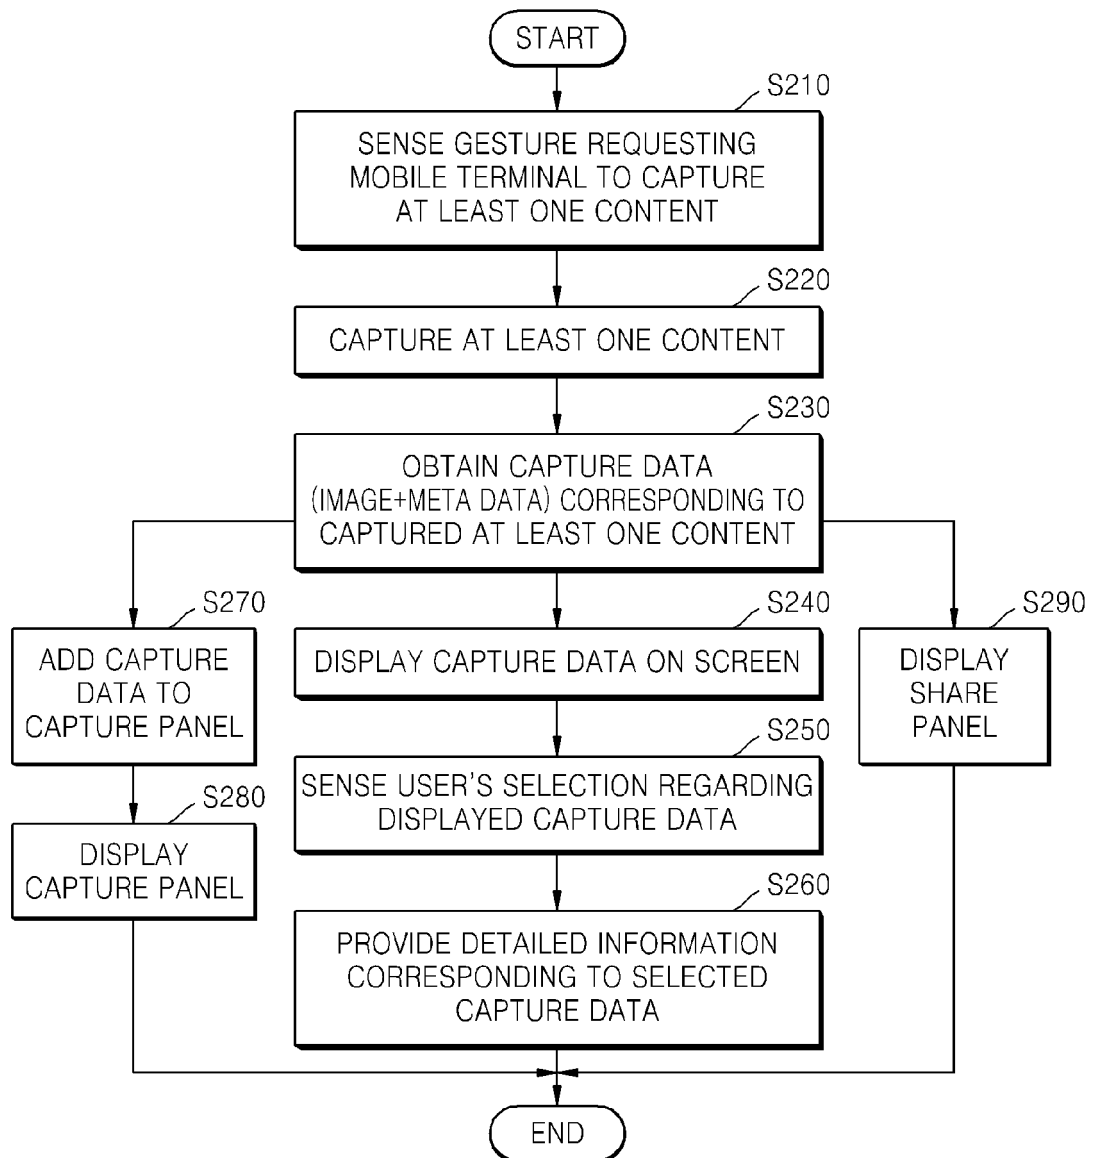 START
S210
SENSE GESTURE REQUESTING
MOBILE TERMINAL TO CAPTURE
AT LEAST ONE CONTENT
S220
CAPTURE AT LEAST ONE CONTENT
S230
OBTAIN CAPTURE DATA
(IMAGE+META DATA) CORRESPONDING TO
CAPTURED AT LEAST ONE CONTENT
S270
ADD CAPTURE
DATA TO
CAPTURE PANEL
S280
DISPLAY
CAPTURE PANEL
S240
DISPLAY CAPTURE DATA ON SCREEN
S250
SENSE USER'S SELECTION REGARDING
DISPLAYED CAPTURE DATA
S260
PROVIDE DETAILED INFORMATION
CORRESPONDING TO SELECTED
CAPTURE DATA
S290
DISPLAY
SHARE
PANEL
END